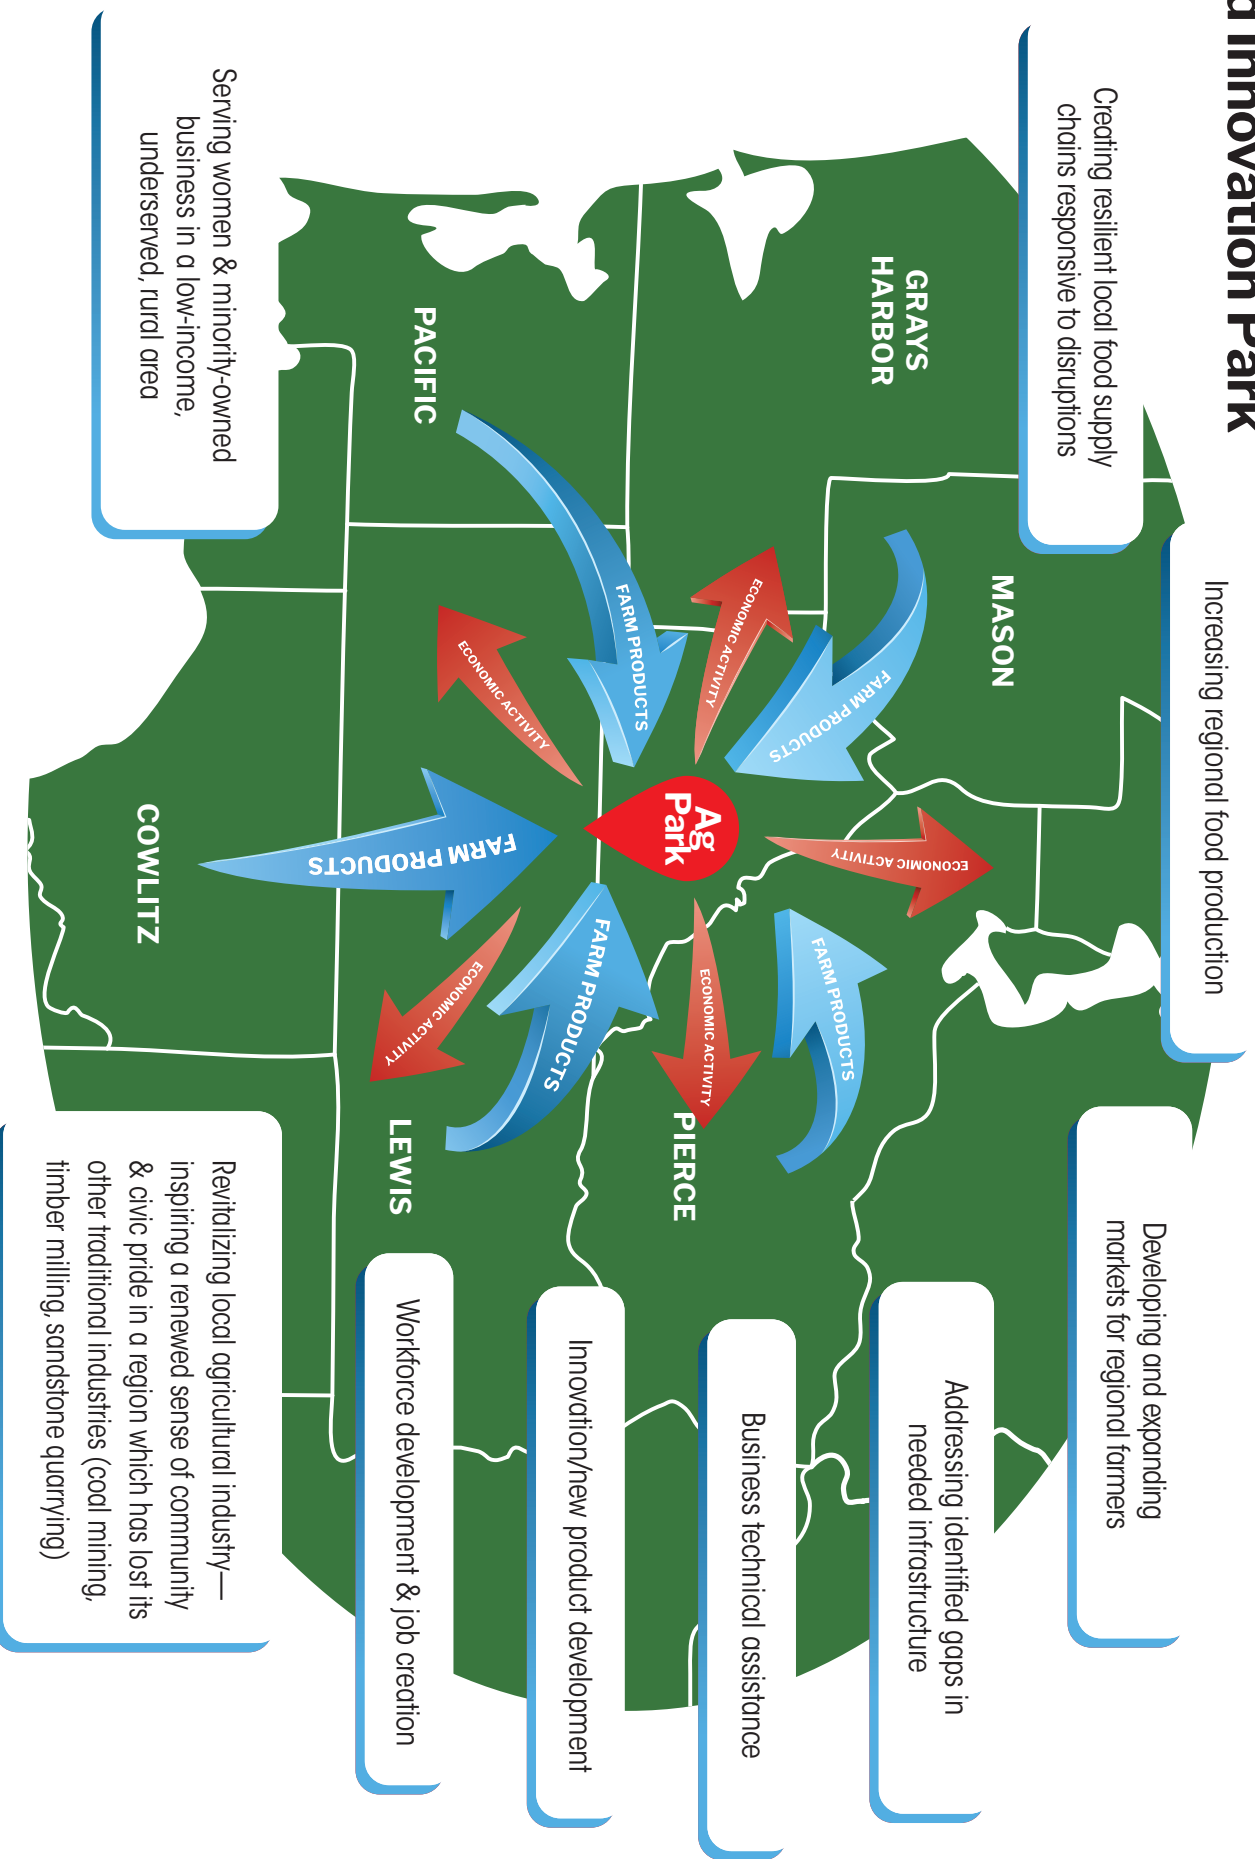 Innovation Park
Increasing regional food production
Creating resilient local food supply
chains responsive to disruptions
Developing and expanding
markets for regional farmers
GRAYS
HARBOR
MASON
Addressing identified gaps in
needed infrastructure
FARM PRODUCTS
ECONOMIC ACTIVITY
ECONOMIC ACTIVITY
FARM PRODUCTS
Ag
Park
ECONOMIC ACTIVITY
PIERCE
Business technical assistance
FARM PRODUCTS
FARM PRODUCTS
Innovation/new product development
PACIFIC
ECONOMIC ACTIVITY
FARM PRODUCTS
ECONOMIC ACTIVITY
LEWIS
Workforce development & job creation
Serving women & minority-owned
business in a low-income,
underserved, rural area
COWLITZ
Revitalizing local agricultural industry—
inspiring a renewed sense of community
& civic pride in a region which has lost its
other traditional industries (coal mining,
timber milling, sandstone quarrying)